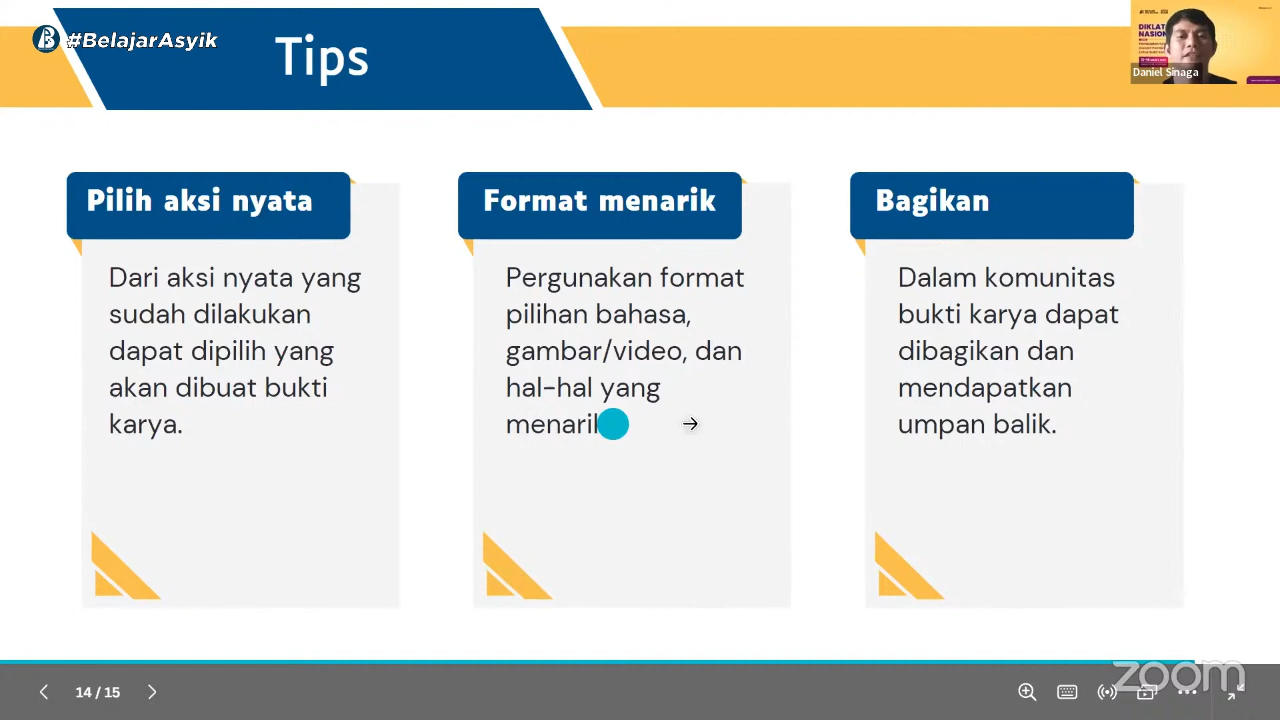 #BelajarAsyik
Tips
DIKLAT
NASIONAL
Daniel Sinaga
Pilih aksi nyata
Dari aksi nyata yang
sudah dilakukan
dapat dipilih yang
akan dibuat bukti
karya.
Format menarik
Pergunakan format
pilihan bahasa,
gambar/video, dan
hal-hal yang
Bagikan
Dalam komunitas
bukti karya dapat
dibagikan dan
mendapatkan
umpan balik.
14 / 15
zoom